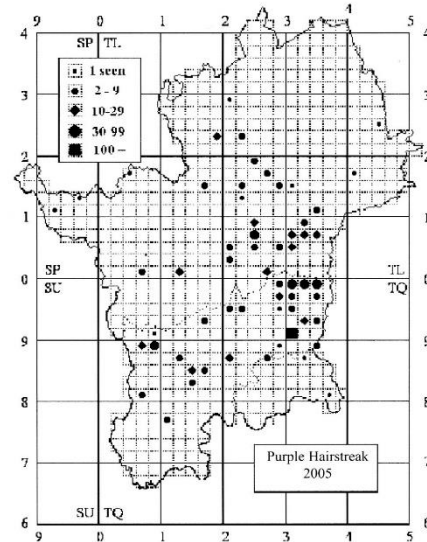 9 0 1 2 3 4 5
4 4
SP TL
1 seen
2 - 9
10-29
30 99
100 –
3 3
2 2
1 1
SP TL
0 0
SU TQ
9 9
8 8
7 7
Purple Hairstreak
2005
6 6
SU TQ
9 0 1 2 3 4 5